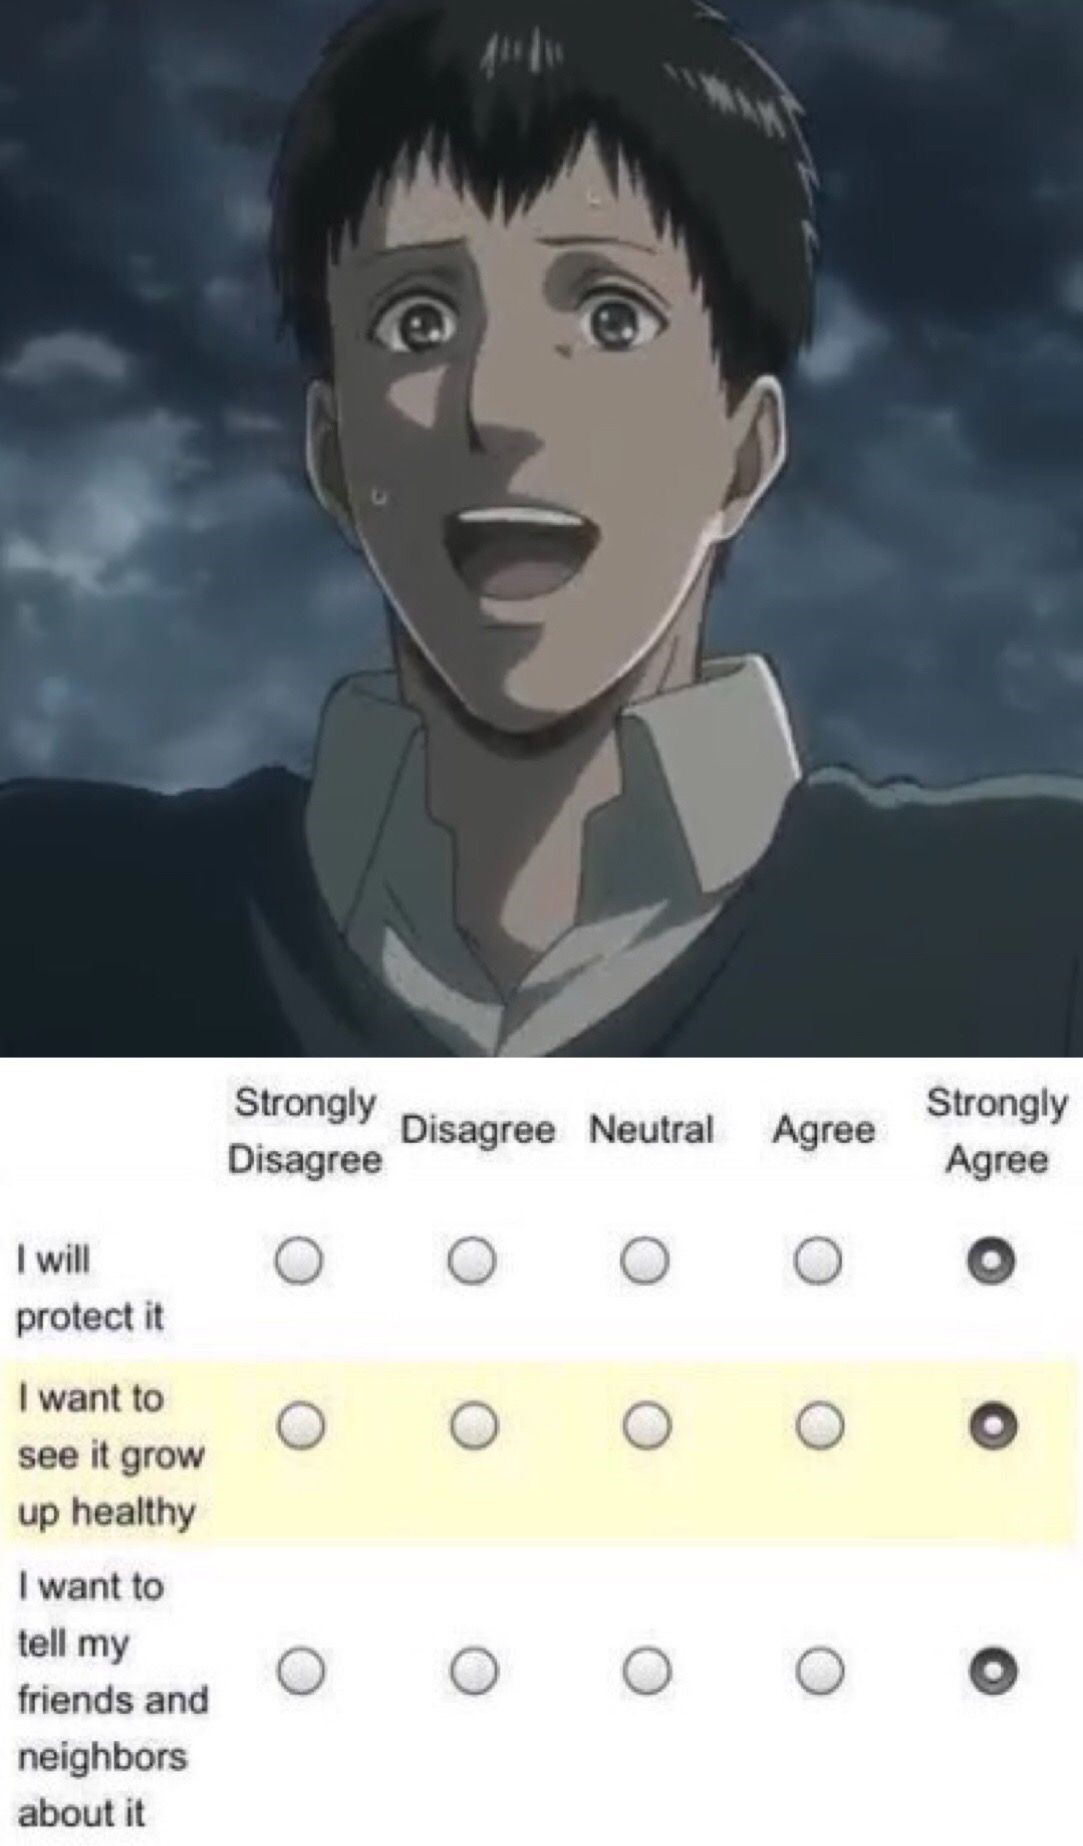 Strongly Disagree Disagree Neutral Agree Strongly Agree
I will
protect it
I want to
see it grow
up healthy
I want to
tell my
friends and
neighbors
about it